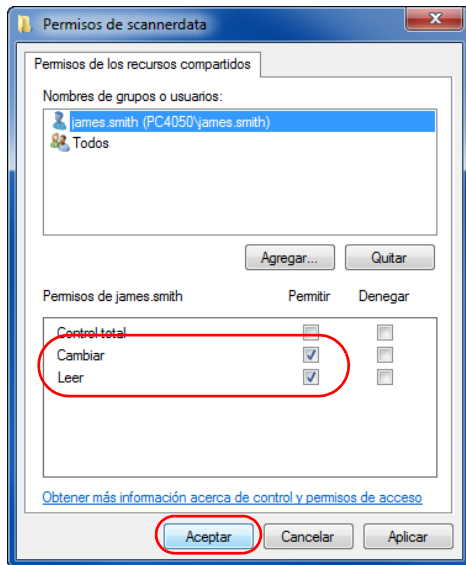 Permisos de scannerdata
Permisos de los recursos compartidos
Nombres de grupos o usuarios:
james.smith (PC4050\james.smith)
Todos
Agregar... Quitar
Permisos de james.smith Permitir Denegar
Control total
Cambiar
Leer
Obtener más información acerca de control y permisos de acceso
Aceptar Cancelar Aplicar